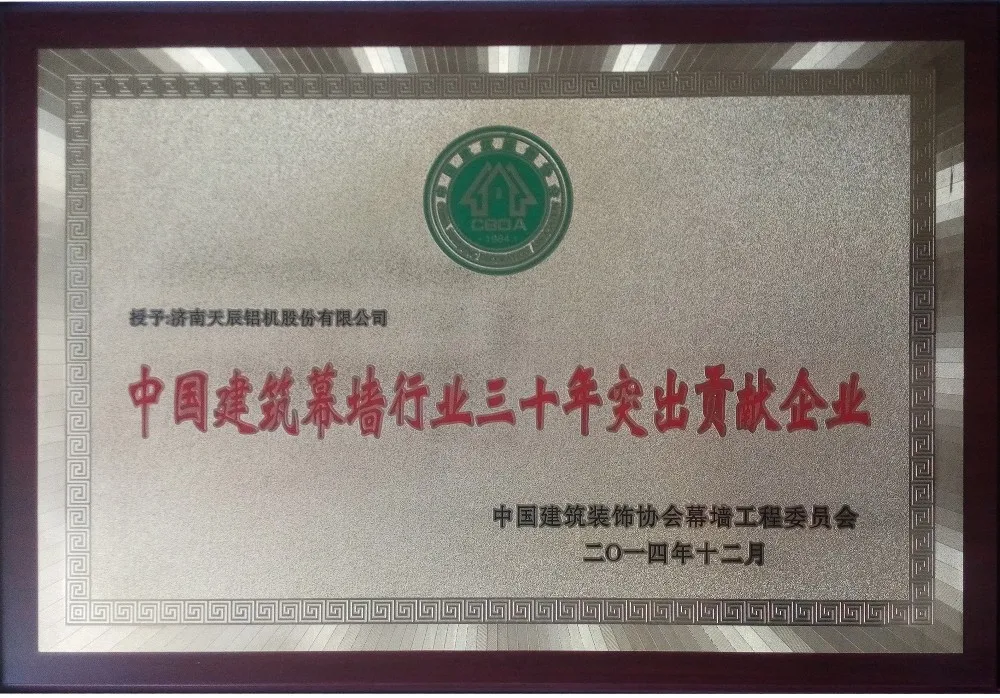 CBDA
1984
授予:济南天辰铝机股份有限公司
中国建筑幕墙行业三十年突出贡献企业
中国建筑装饰协会幕墙工程委员会
二O一四年十二月